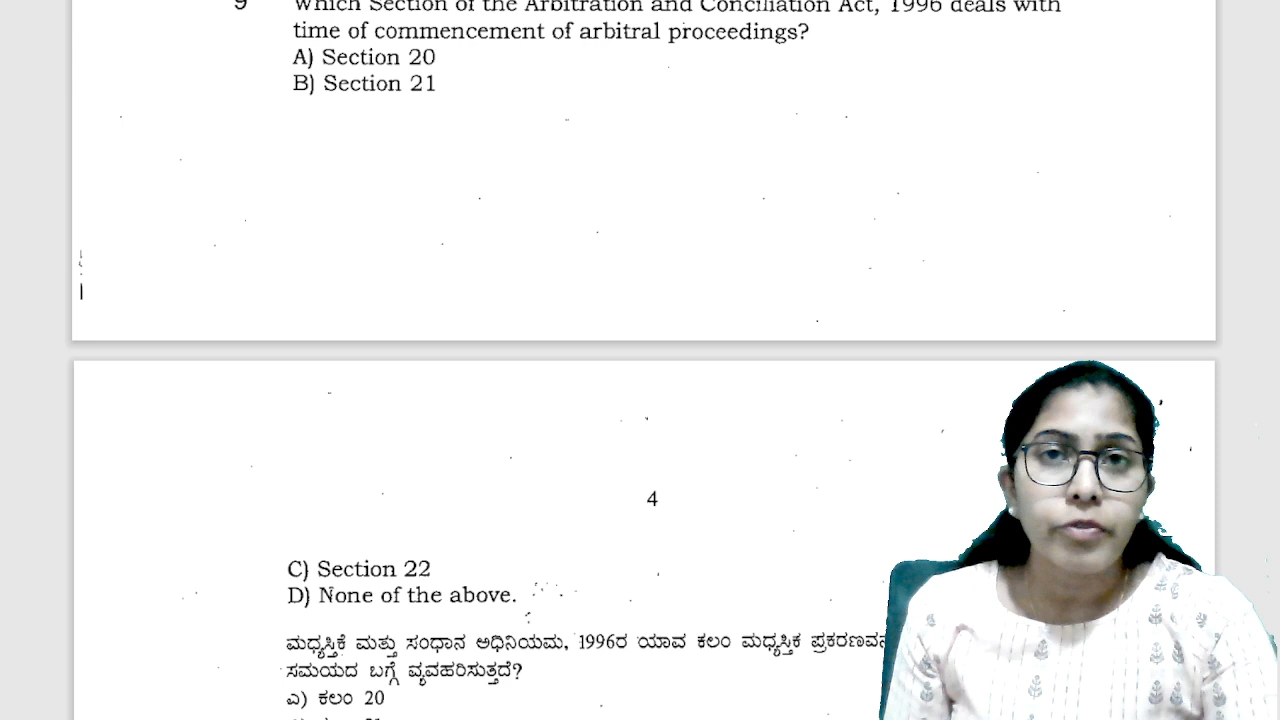 9 Which Section of the Arbitration and Conciliation Act, 1996 deals with
time of commencement of arbitral proceedings?
A) Section 20
B) Section 21
4
C) Section 22
D) None of the above.
ಮಧ್ಯಸ್ತಿಕೆ ಮತ್ತು ಸಂಧಾನ ಅಧಿನಿಯಮ, 1996ರ ಯಾವ ಕಲಂ ಮಧ್ಯಸ್ತಿಕ
ಸಮಯದ ಬಗ್ಗೆ ವ್ಯವಹರಿಸುತ್ತದೆ?
ಎ) ಕಲಂ 20